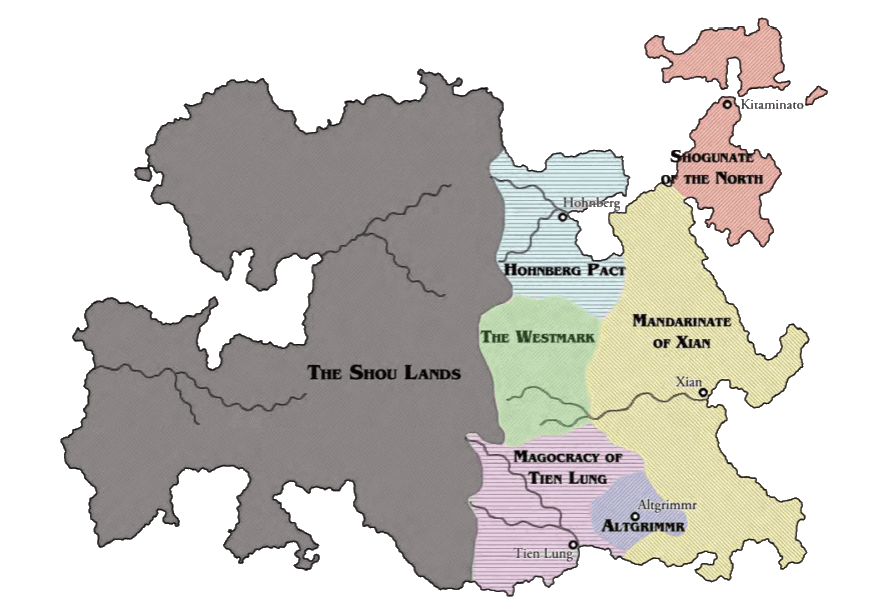 Kitaminato
Shogunate
of the North
Hohnberg
Hohnberg Pact
Mandarinate
of Xian
The Westmark
The Shou Lands
Xian
Magocracy of
Tien Lung
Altgrimmr
Altgrimmr
Tien Lung